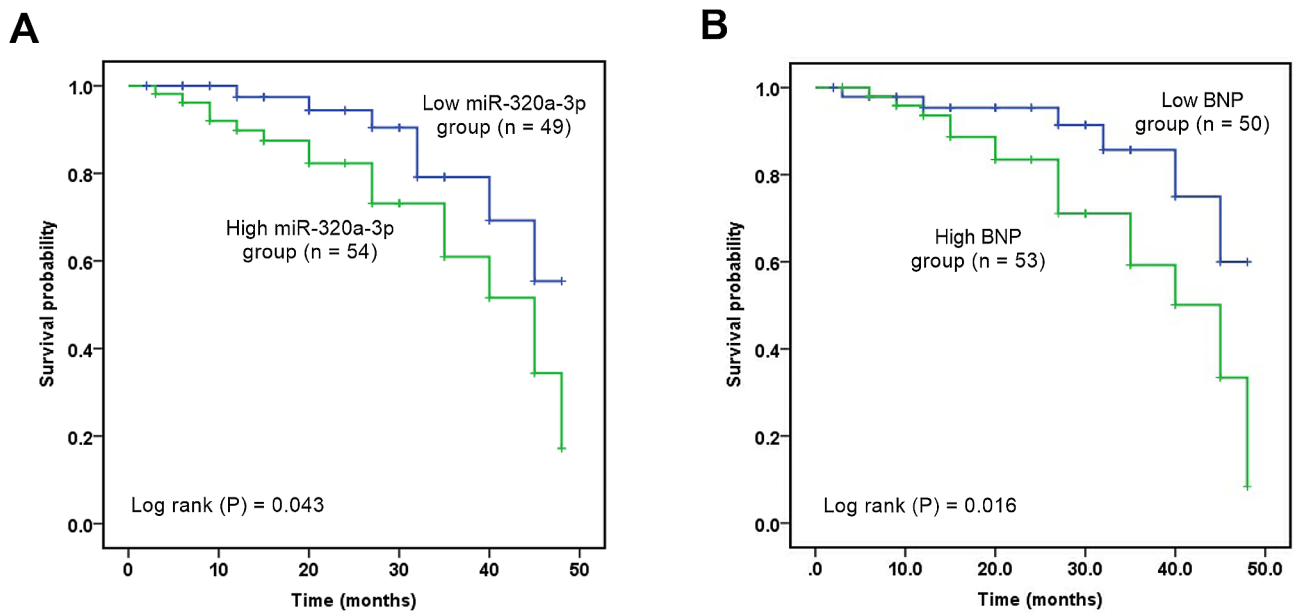 A
1.0
0.8
0.6
0.4
0.2
0.0
Survival probability
Low miR-320a-3p
group (n = 49)
High miR-320a-3p
group (n = 54)
Log rank (P) = 0.043
0
10
20
30
40
50
Time (months)
B
1.0
0.8
0.6
0.4
0.2
0.0
Survival probability
Low BNP
group (n = 50)
High BNP
group (n = 53)
Log rank (P) = 0.016
.0
10.0
20.0
30.0
40.0
50.0
Time (months)